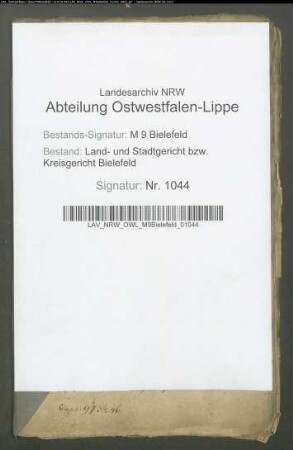 Landesarchiv NRW
Abteilung Ostwestfalen-Lippe
Bestands-Signatur: M 9 Bielefeld
Bestand: Land- und Stadtgericht bzw.
Kreisgericht Bielefeld
Signatur: Nr. 1044
LAV_NRW_OWL_M9Bielefeld_01044